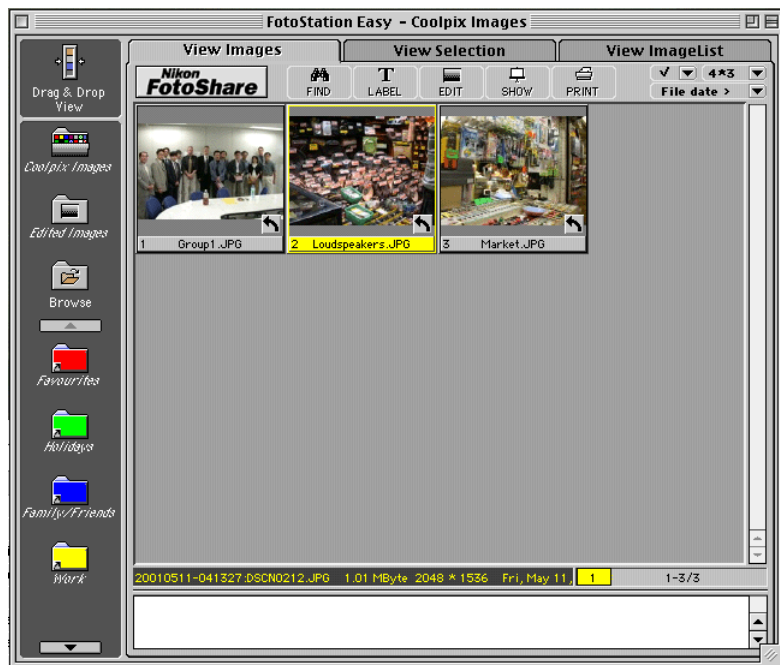 FotoStation Easy - Coolpix Images
Drag & Drop
View
Coolpix Images
Edited Images
Browse
Favourites
Holidays
Family/Friends
Work
View Images
View Selection
View ImageList
Nikon
FotoShare
FIND
LABEL
EDIT
SHOW
PRINT
√
4*3
File date >
1 Group1.JPG
2 Loudspeakers.JPG
3 Market.JPG
20010511-041327:DSCN0212.JPG 1.01 MByte 2048 * 1536 Fri, May 11,
1
1-3/3